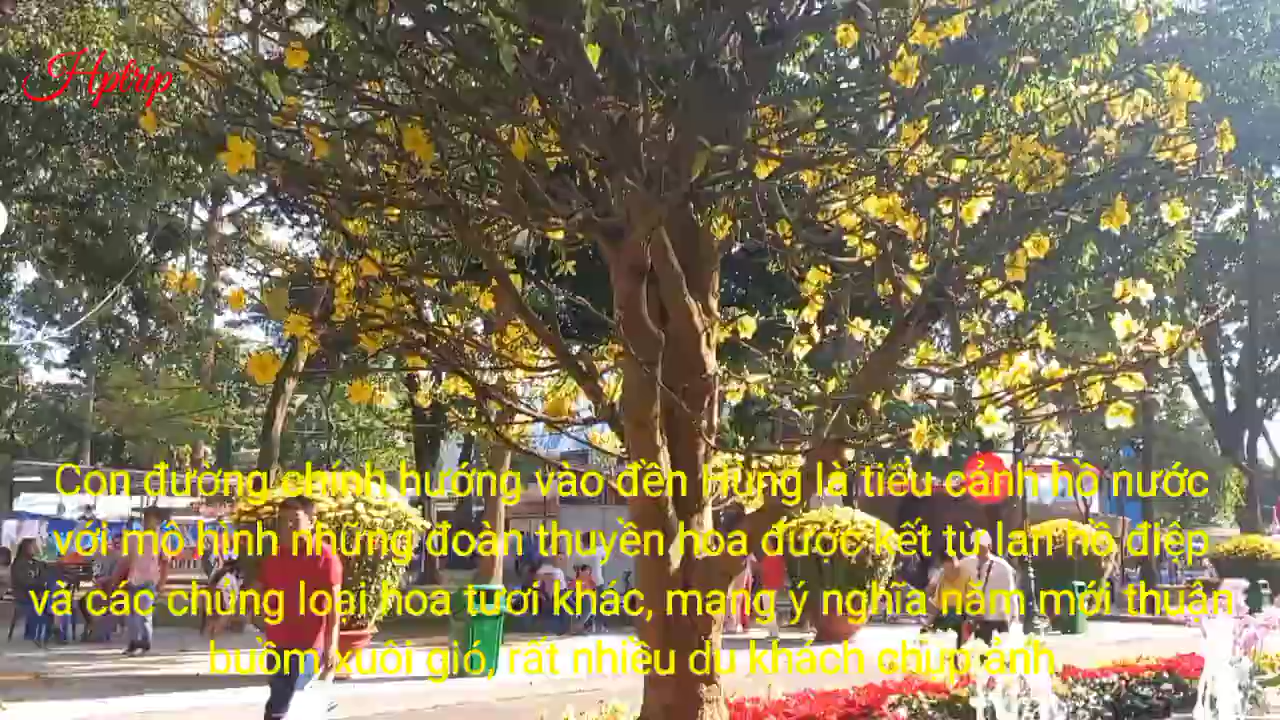 Hptrip
Con đường chính hướng vào đền Hùng là tiểu cảnh hồ nước
với mô hình những đoàn thuyền hoa được kết từ lan hồ điệp
và các chủng loại hoa tươi khác, mang ý nghĩa năm mới thuận
buồm xuôi gió, rất nhiều du khách chụp ảnh